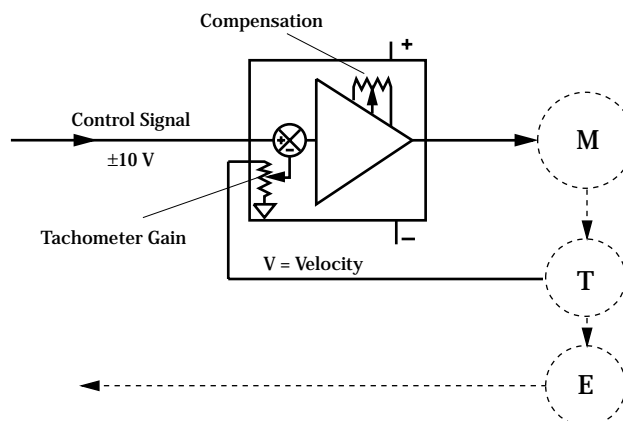 Compensation
+
Control Signal
±10 V
+
−
M
Tachometer Gain
−
V = Velocity
T
E